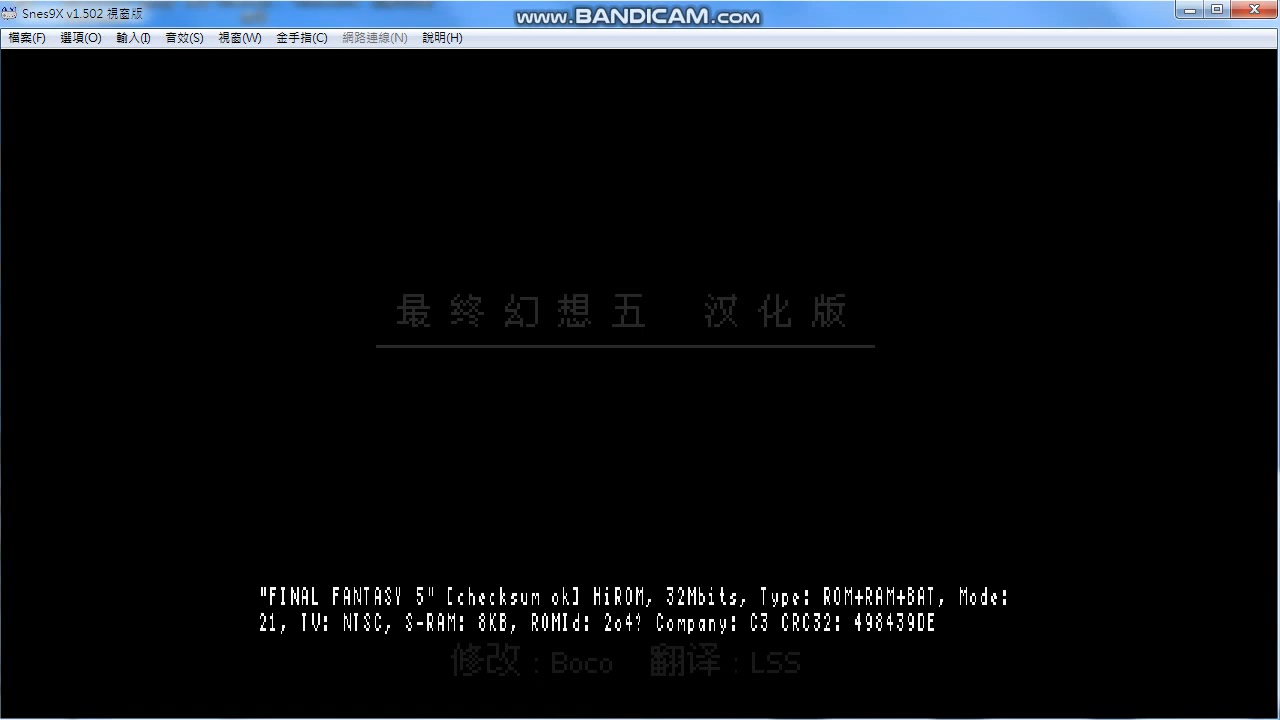 Snes9X v1.502 視窗版
www.BANDICAM.com
檔案(F) 選項(O) 輸入(I) 音效(S) 視窗(W) 金手指(C) 網路連線(N) 說明(H)
最终幻想五 汉化版
"FINAL FANTASY 5" [checksum ok] HiROM, 32Mbits, Type: ROM+RAM+BAT, Mode:
21, TV: NTSC, S-RAM: 8KB, ROMId: 2o4? Company: C3 CRC32: 498439DE
修改：Boco 翻译：LSS